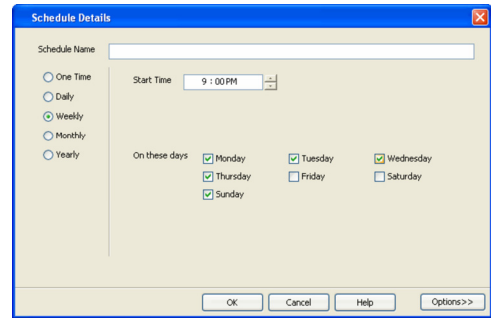 Schedule Details
Schedule Name
One Time
Start Time 9 : 00 PM
Daily
Weekly
Monthly
Yearly
On these days Monday Tuesday Wednesday
Thursday Friday Saturday
Sunday
OK Cancel Help Options>>